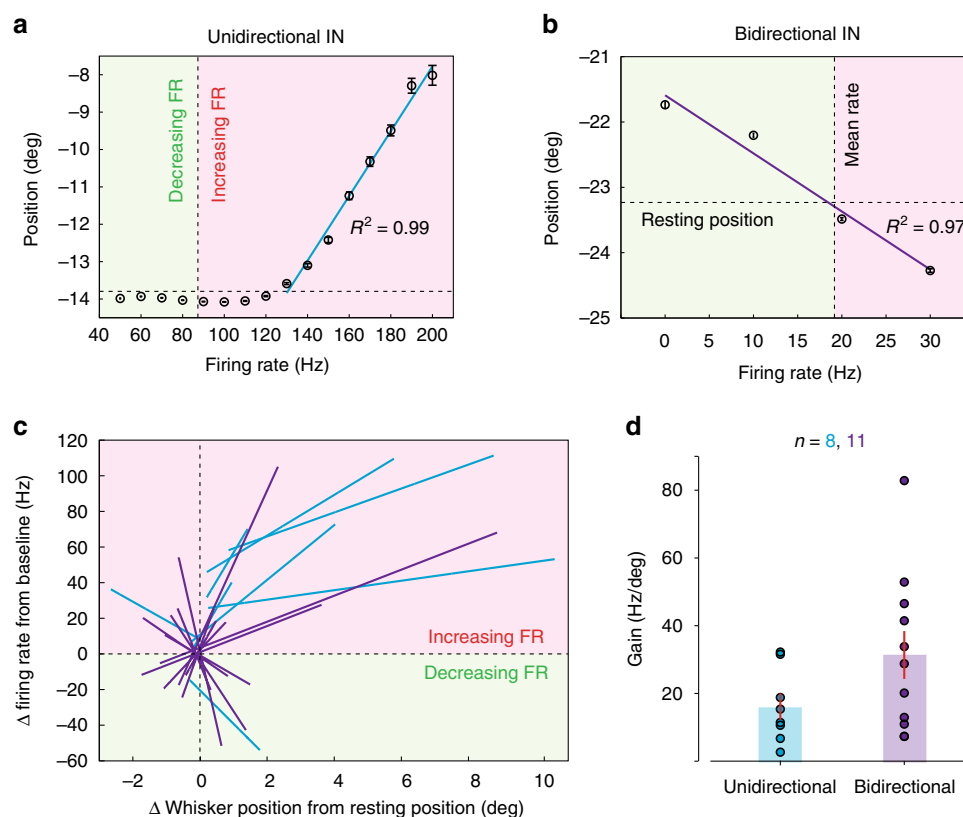 a
Unidirectional IN
Position (deg)
−8
−10
−11
−12
−13
−14
Decreasing FR
Increasing FR
R² = 0.99
40 60 80 100 120 140 160 180 200
Firing rate (Hz)
b
Bidirectional IN
Position (deg)
−21
−22
−23
−24
−25
Mean rate
Resting position
R² = 0.97
0 5 10 15 20 25 30
Firing rate (Hz)
c
Δ firing rate from baseline (Hz)
120
100
80
60
40
20
0
−20
−40
−60
Increasing FR
Decreasing FR
−2 0 2 4 6 8 10
Δ Whisker position from resting position (deg)
d
n = 8, 11
Gain (Hz/deg)
80
60
40
20
Unidirectional Bidirectional